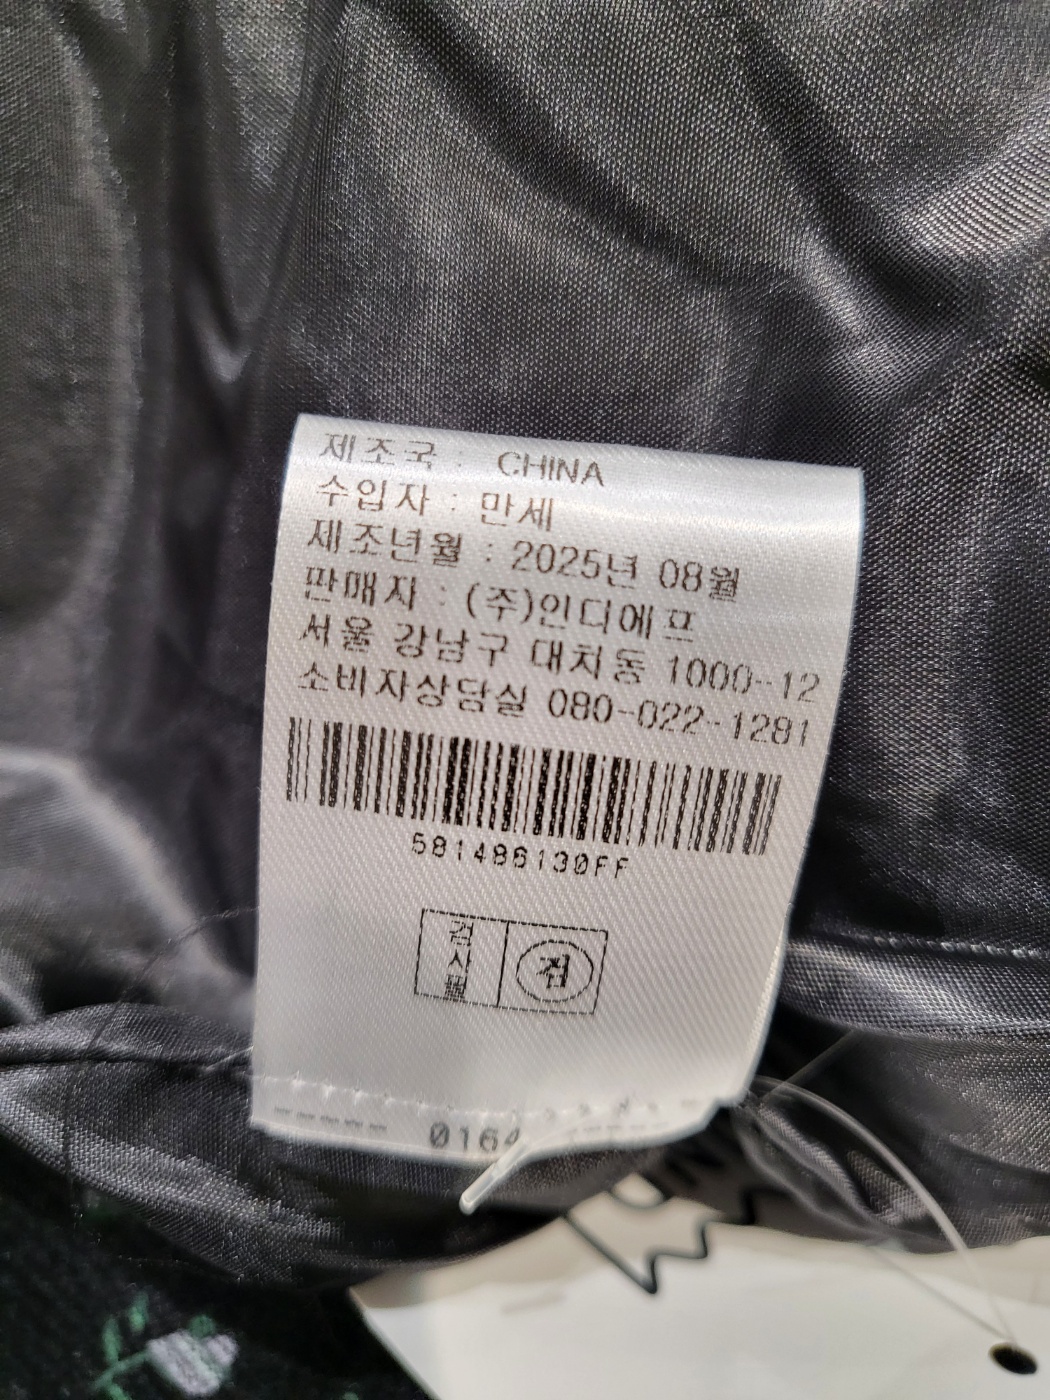 제조국 : CHINA
수입자 : 만세
제조년월 : 2025년 08월
판매자 : (주)인디에프
서울 강남구 대치동 1000-12
소비자상담실 080-022-1281
581486130FF
검사필
검
0164